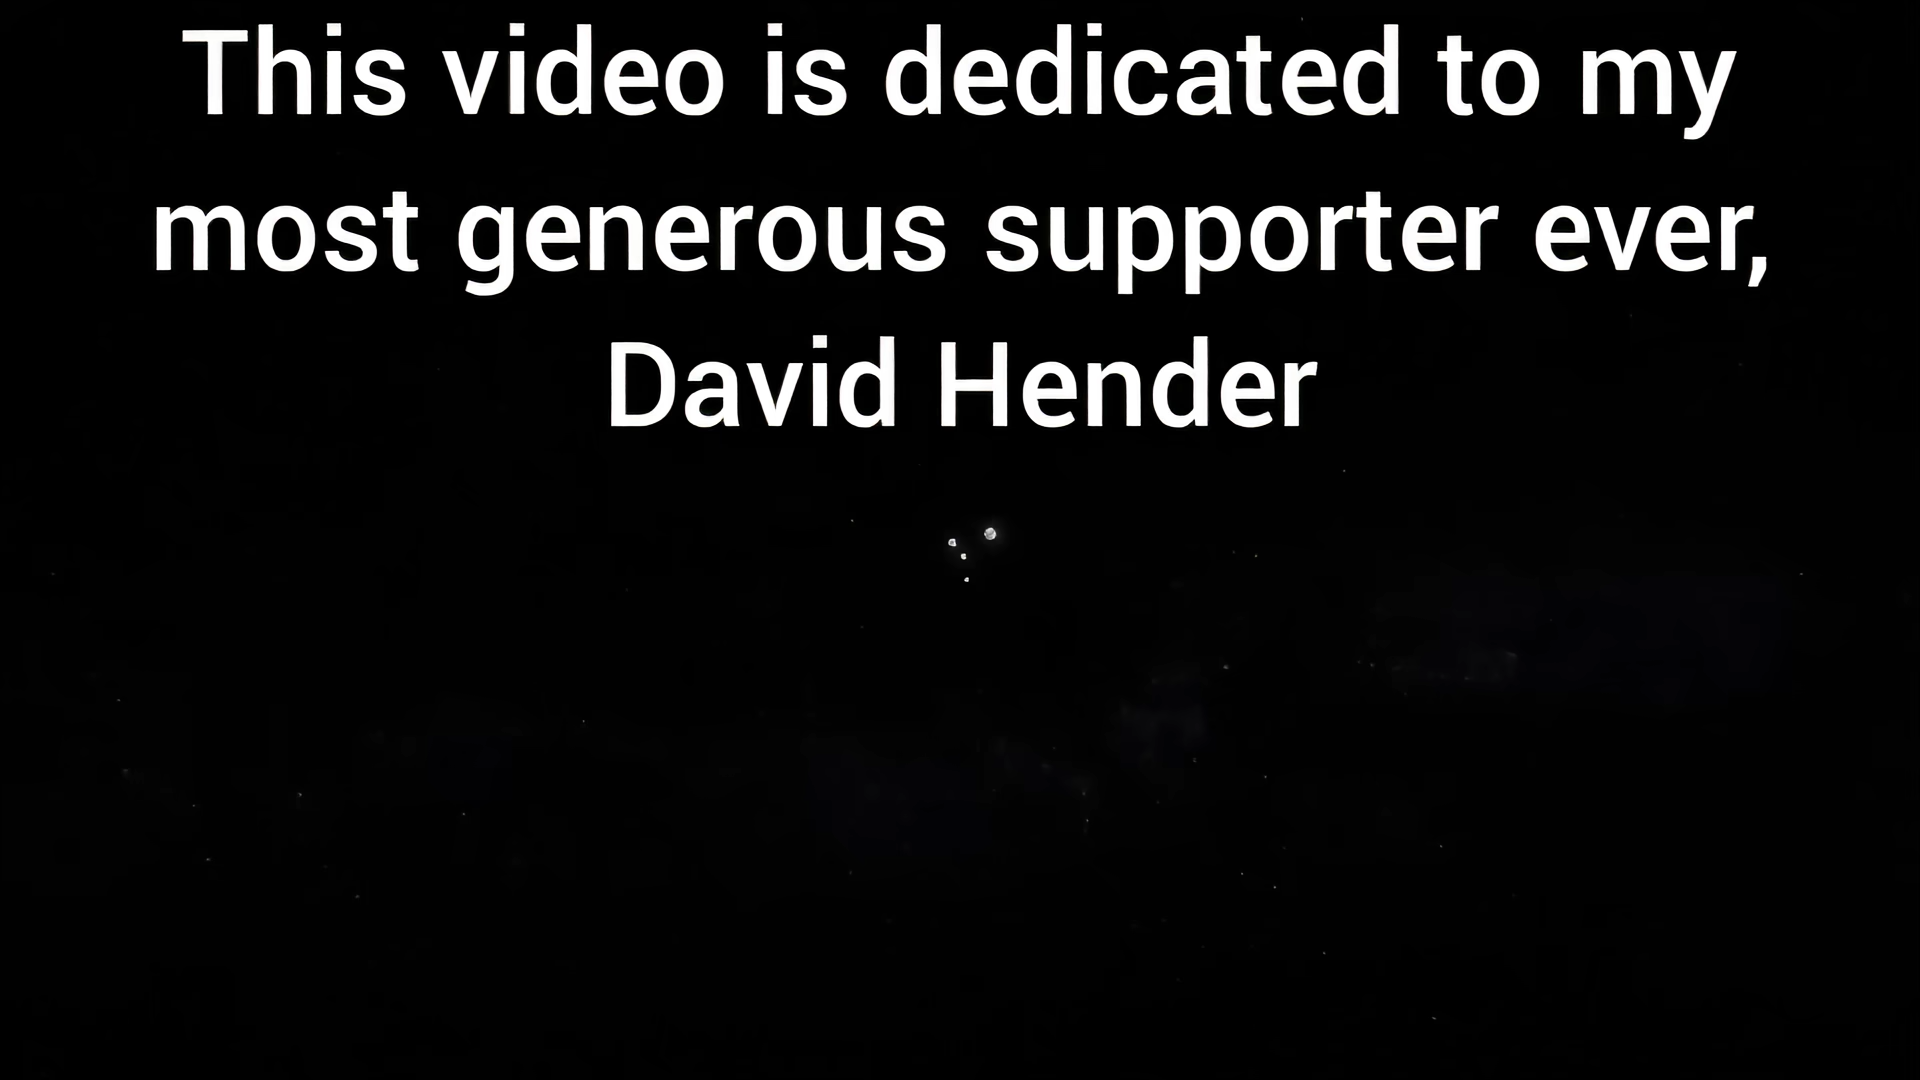 This video is dedicated to my
most generous supporter ever,
David Hender